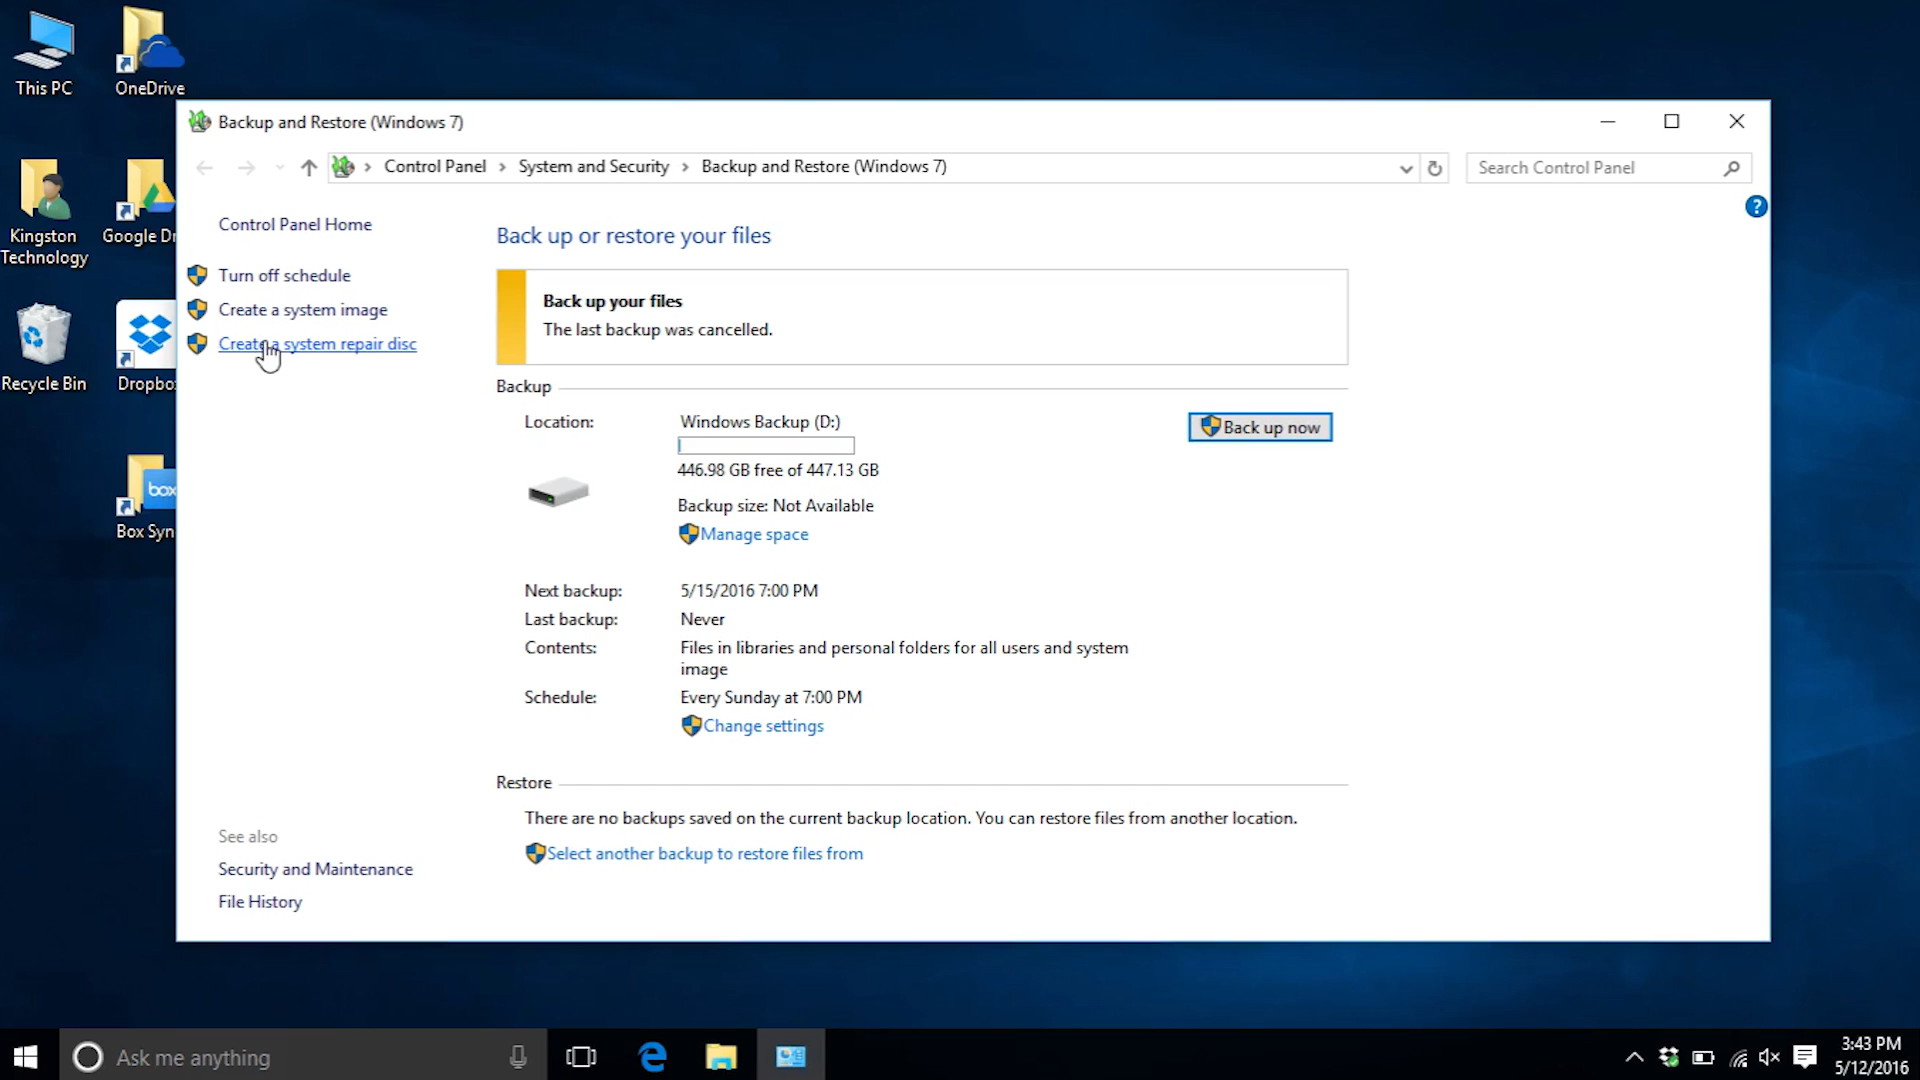 This PC
OneDrive
Kingston
Technology
Google Dr
Recycle Bin
Dropbo
box
Box Syn
Backup and Restore (Windows 7)
Control Panel
System and Security
Backup and Restore (Windows 7)
Search Control Panel
?
Control Panel Home
Turn off schedule
Create a system image
Create a system repair disc
Back up or restore your files
Back up your files
The last backup was cancelled.
Backup
Location:
Windows Backup (D:)
446.98 GB free of 447.13 GB
Backup size: Not Available
Manage space
Back up now
Next backup:
5/15/2016 7:00 PM
Last backup:
Never
Contents:
Files in libraries and personal folders for all users and system
image
Schedule:
Every Sunday at 7:00 PM
Change settings
Restore
There are no backups saved on the current backup location. You can restore files from another location.
Select another backup to restore files from
See also
Security and Maintenance
File History
Ask me anything
3:43 PM
5/12/2016